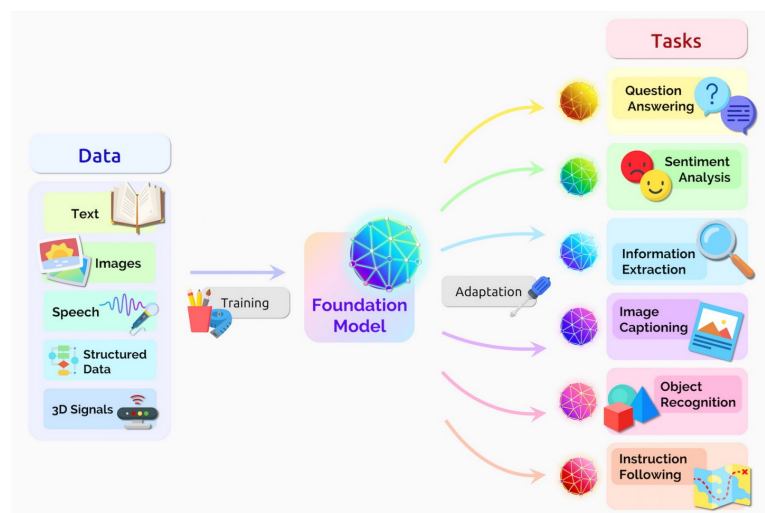 Data
Text
Images
Speech
Structured
Data
3D Signals
Training
Foundation
Model
Adaptation
Tasks
Question
Answering
Sentiment
Analysis
Information
Extraction
Image
Captioning
Object
Recognition
Instruction
Following